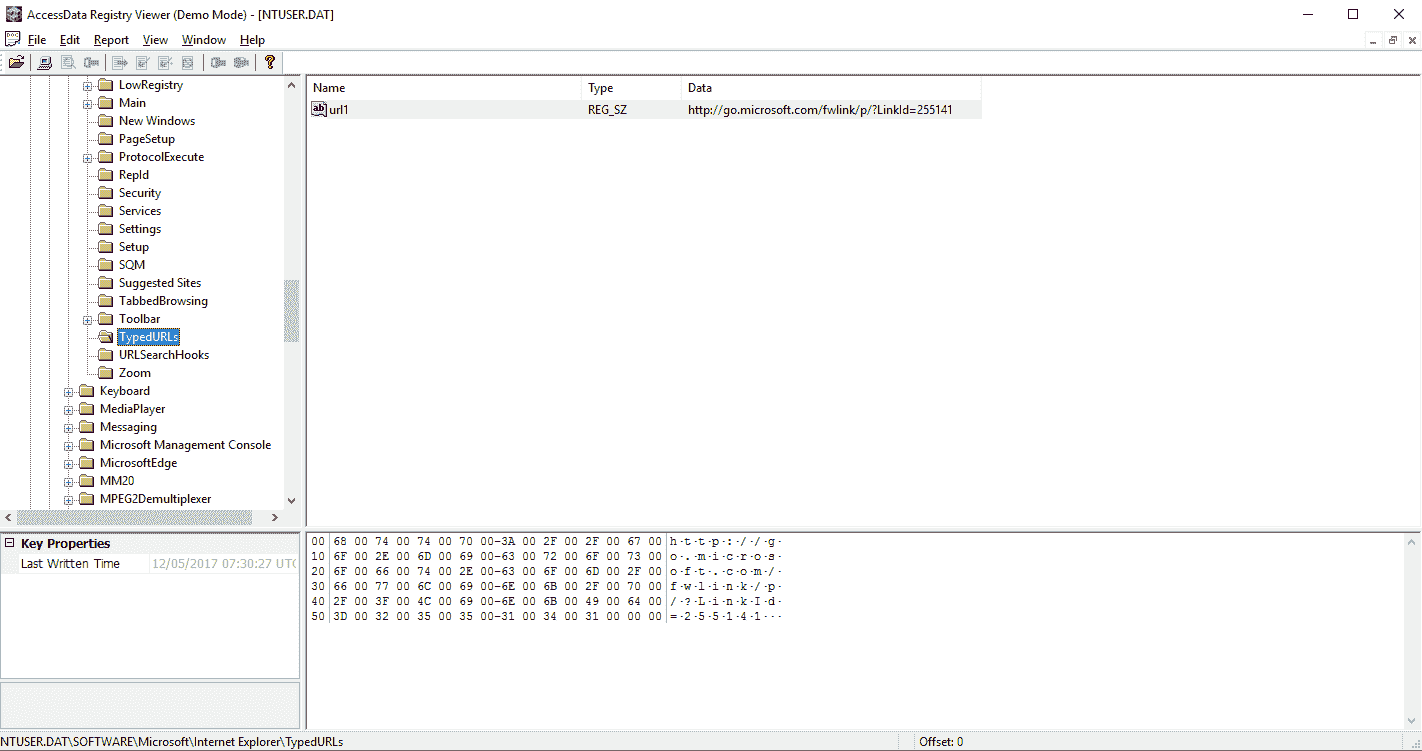 AccessData Registry Viewer (Demo Mode) - [NTUSER.DAT]
File Edit Report View Window Help
LowRegistry
Main
New Windows
PageSetup
ProtocolExecute
RepId
Security
Services
Settings
Setup
SQM
Suggested Sites
TabbedBrowsing
Toolbar
TypedURLs
URLSearchHooks
Zoom
Keyboard
MediaPlayer
Messaging
Microsoft Management Console
MicrosoftEdge
MM20
MPEG2Demultiplexer
Name Type Data
ab url1 REG_SZ http://go.microsoft.com/fwlink/p/?LinkId=255141
Key Properties
Last Written Time 12/05/2017 07:30:27 UTC
00 68 00 74 00 74 00 70 00-3A 00 2F 00 2F 00 67 00 h·t·t·p·:·/·/·g·
10 6F 00 2E 00 6D 00 69 00-63 00 72 00 6F 00 73 00 o·.·m·i·c·r·o·s·
20 6F 00 66 00 74 00 2E 00-63 00 6F 00 6D 00 2F 00 o·f·t·.·c·o·m·/·
30 66 00 77 00 6C 00 69 00-6E 00 6B 00 2F 00 70 00 f·w·l·i·n·k·/·p·
40 2F 00 3F 00 4C 00 69 00-6E 00 6B 00 49 00 64 00 /·?·L·i·n·k·I·d·
50 3D 00 32 00 35 00 35 00-31 00 34 00 31 00 00 00 =·2·5·5·1·4·1···
NTUSER.DAT\SOFTWARE\Microsoft\Internet Explorer\TypedURLs Offset: 0